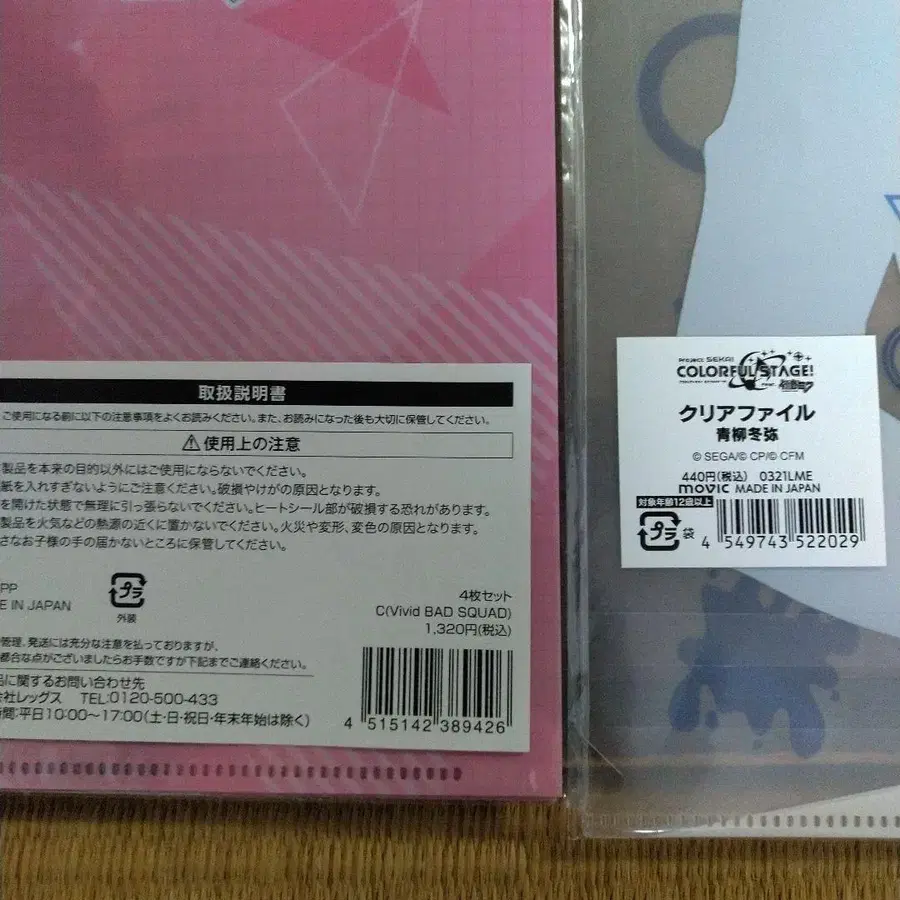 取扱説明書
ご使用になる前に以下の注意事項をよくお読みください。また、お読みになった後も大切に保管してください。
⚠使用上の注意
製品を本来の目的以外にはご使用にならないでください。
紙を入れすぎないようにご注意ください。破損やけがの原因となります。
を開けた状態で無理に引っ張らないでください。ヒートシール部が破損する恐れがあります。
製品を火気などの熱源の近くに置かないでください。火災や変形、変色の原因となります。
さなお子様の手の届かないところに保管してください。
PP
E IN JAPAN
プラ
外装
4枚セット
C(Vivid BAD SQUAD)
1,320円(税込)
管理、発送には充分な注意を払っておりますが、
都合な点がございましたらお手数ですが下記までご連絡ください。
品に関するお問い合わせ先
会社レッグス TEL:0120-500-433
時間:平日10:00〜17:00(土・日・祝日・年末年始は除く)
4 515142 389426
Project SEKAI
COLORFUL STAGE!
feat. 初音ミク
クリアファイル
青柳冬弥
© SEGA/© CP/© CFM
440円(税込) 0321LME
movic MADE IN JAPAN
対象年齢12歳以上
プラ 袋
4 549743 522029